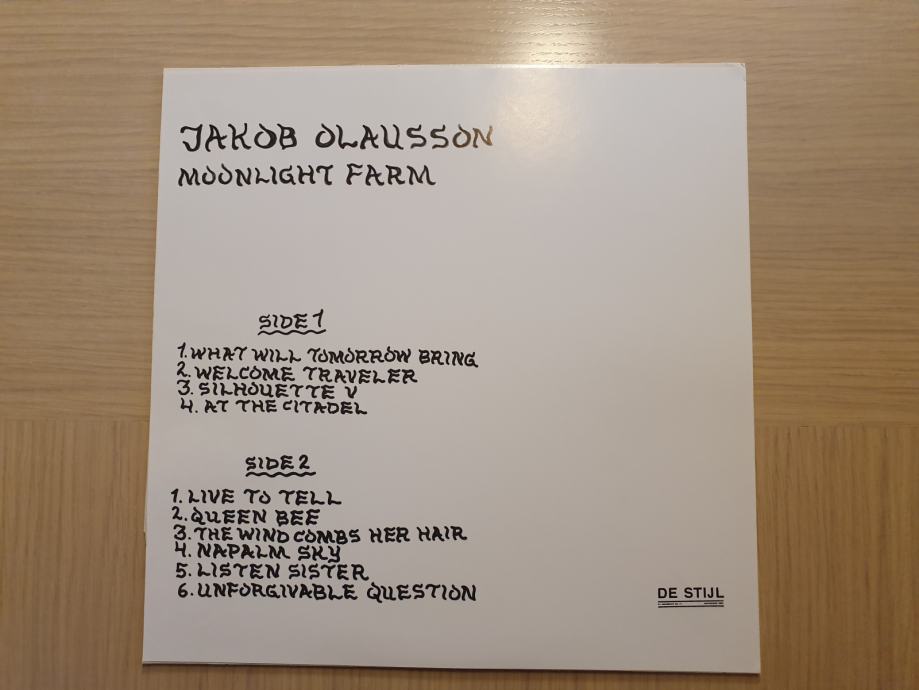 JAKOB OLAUSSON
MOONLIGHT FARM
SIDE 1
1. WHAT WILL TOMORROW BRING
2. WELCOME TRAVELER
3. SILHOUETTE V
4. AT THE CITADEL
SIDE 2
1. LIVE TO TELL
2. QUEEN BEE
3. THE WIND COMBS HER HAIR
4. NAPALM SKY
5. LISTEN SISTER
6. UNFORGIVABLE QUESTION
DE STIJL